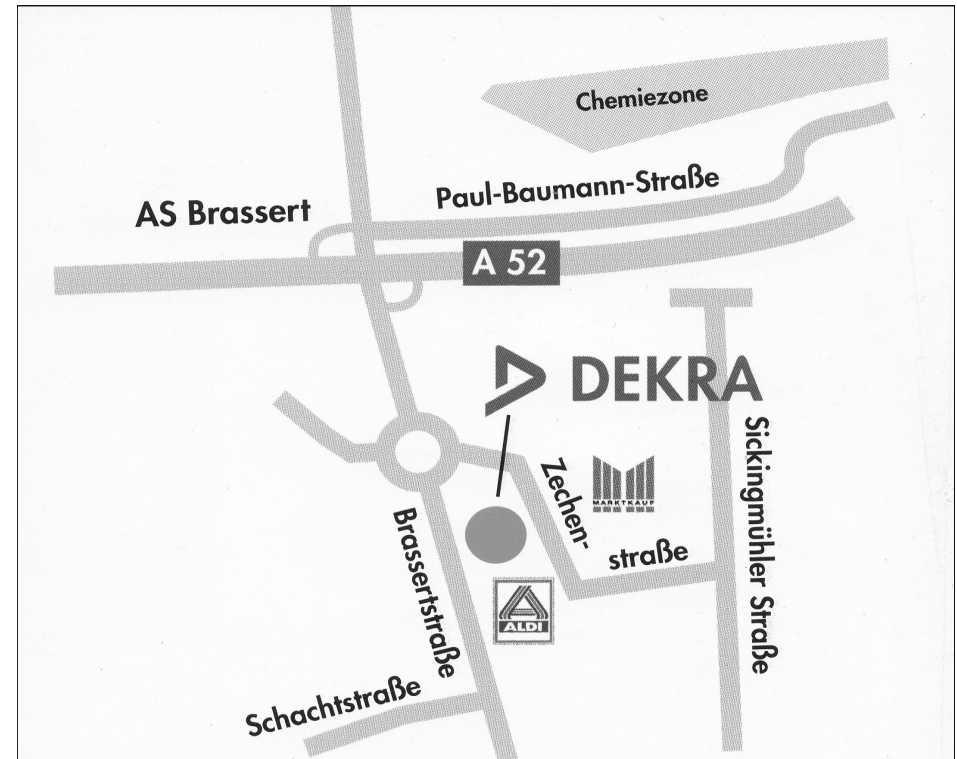 Chemiezone
Paul-Baumann-Straße
AS Brassert
A 52
DEKRA
Sickingmühler Straße
Zechen-
straße
MARKTKAUF
Brassertstraße
ALDI
Schachtstraße